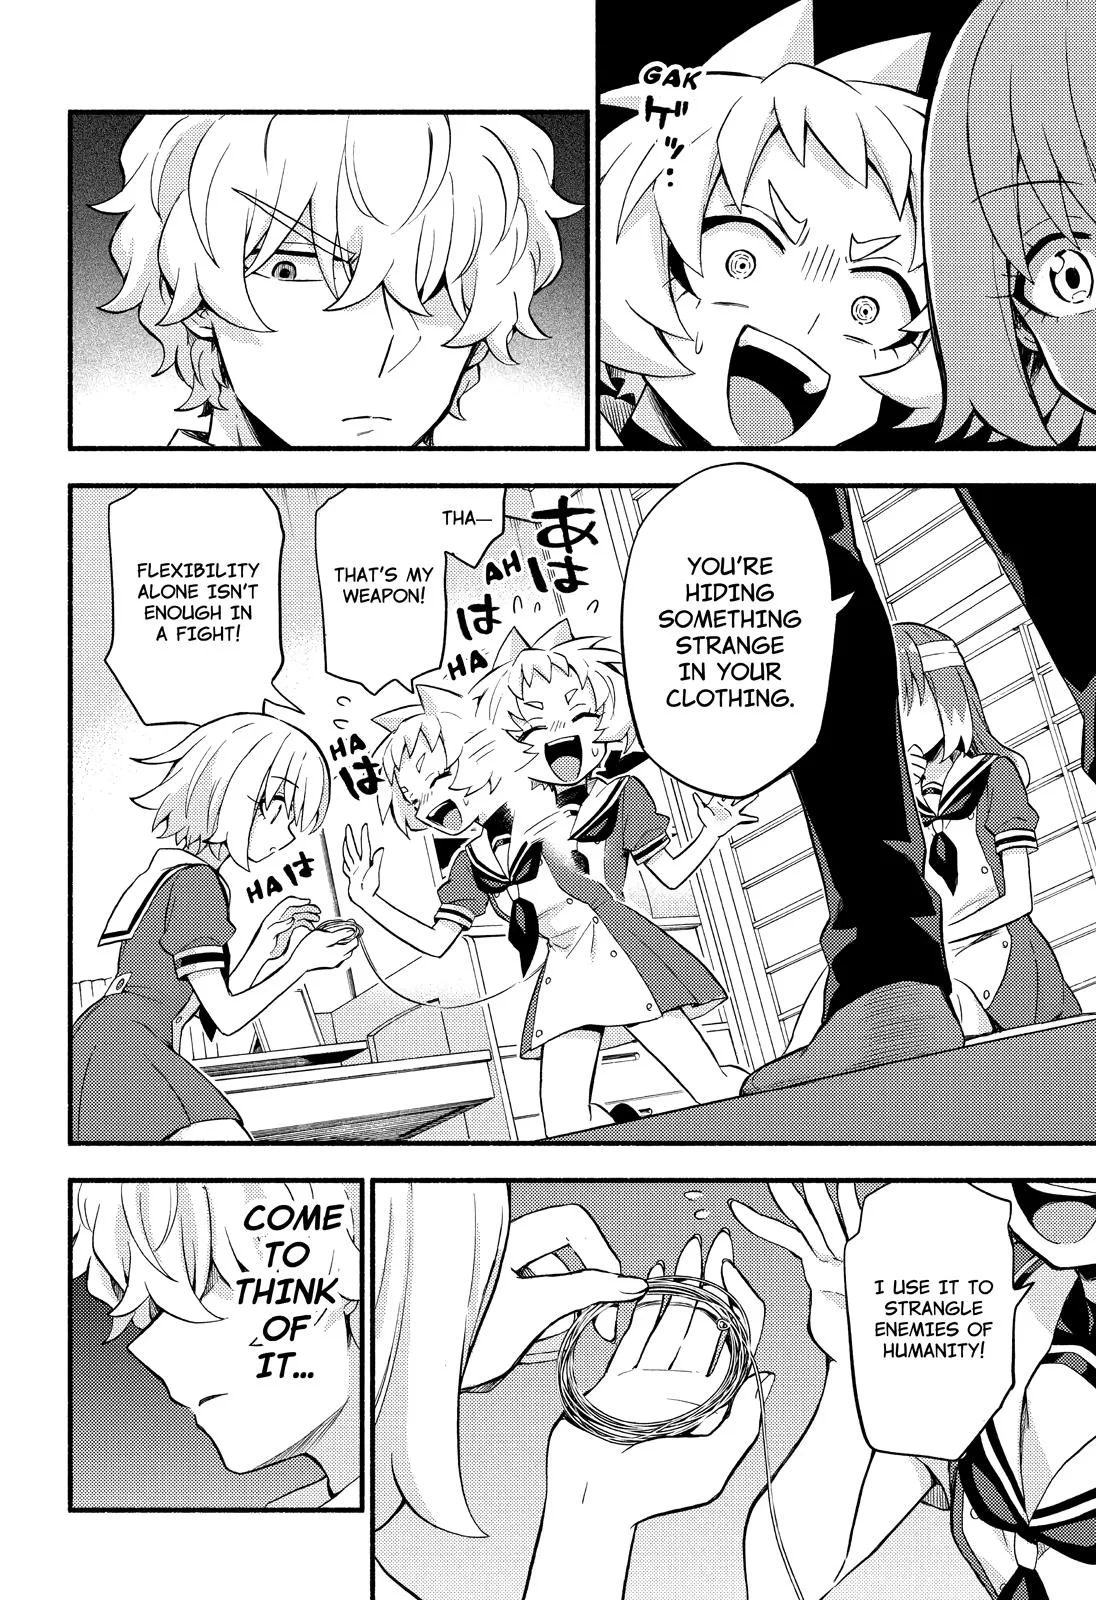 GAK
ゲッ…
YOU'RE
HIDING
SOMETHING
STRANGE
IN YOUR
CLOTHING.
あは
AH
は
HA
THA—
THAT'S MY
WEAPON!
HA
は
HA は
FLEXIBILITY
ALONE ISN'T
ENOUGH IN
A FIGHT!
I USE IT TO
STRANGLE
ENEMIES OF
HUMANITY!
COME
TO
THINK
OF
IT...